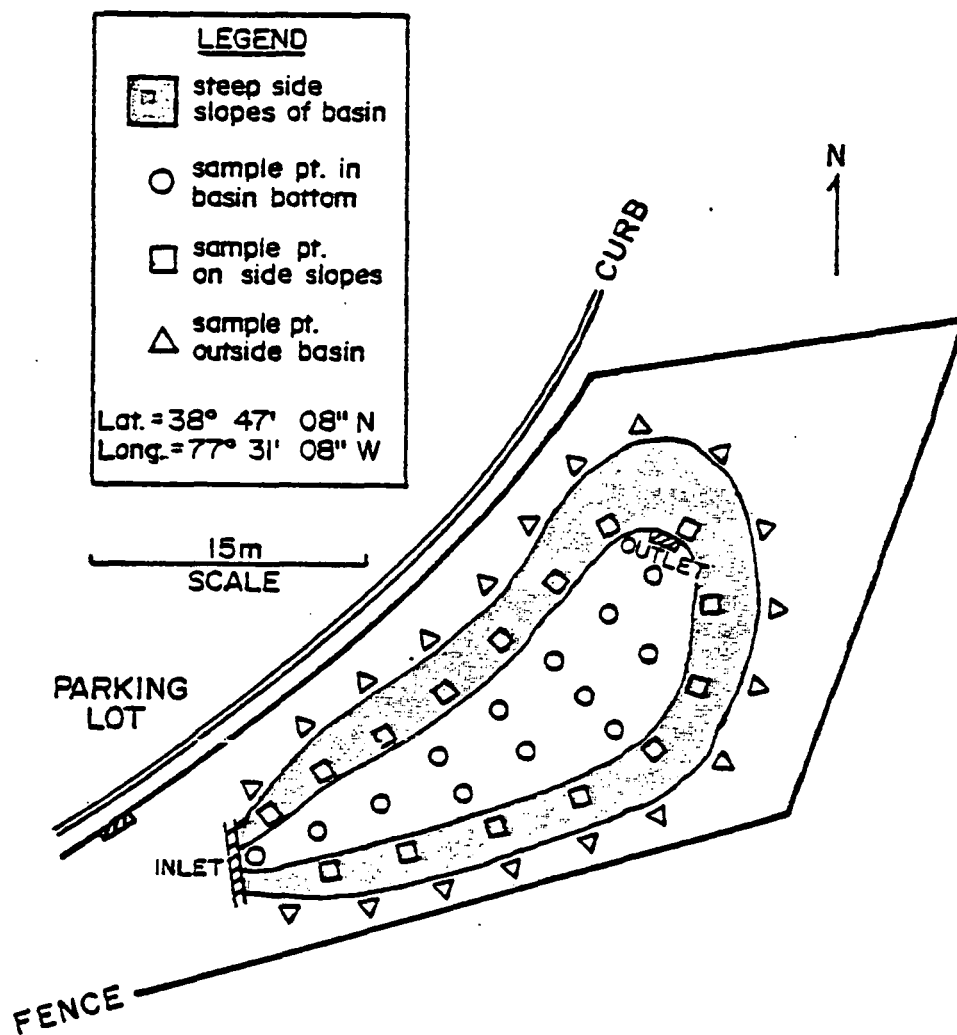 LEGEND
steep side
slopes of basin
sample pt. in
basin bottom
sample pt.
on side slopes
sample pt.
outside basin
Lat.=38° 47' 08" N
Long.=77° 31' 08" W
N
CURB
15m
SCALE
OUTLET
PARKING
LOT
INLET
FENCE